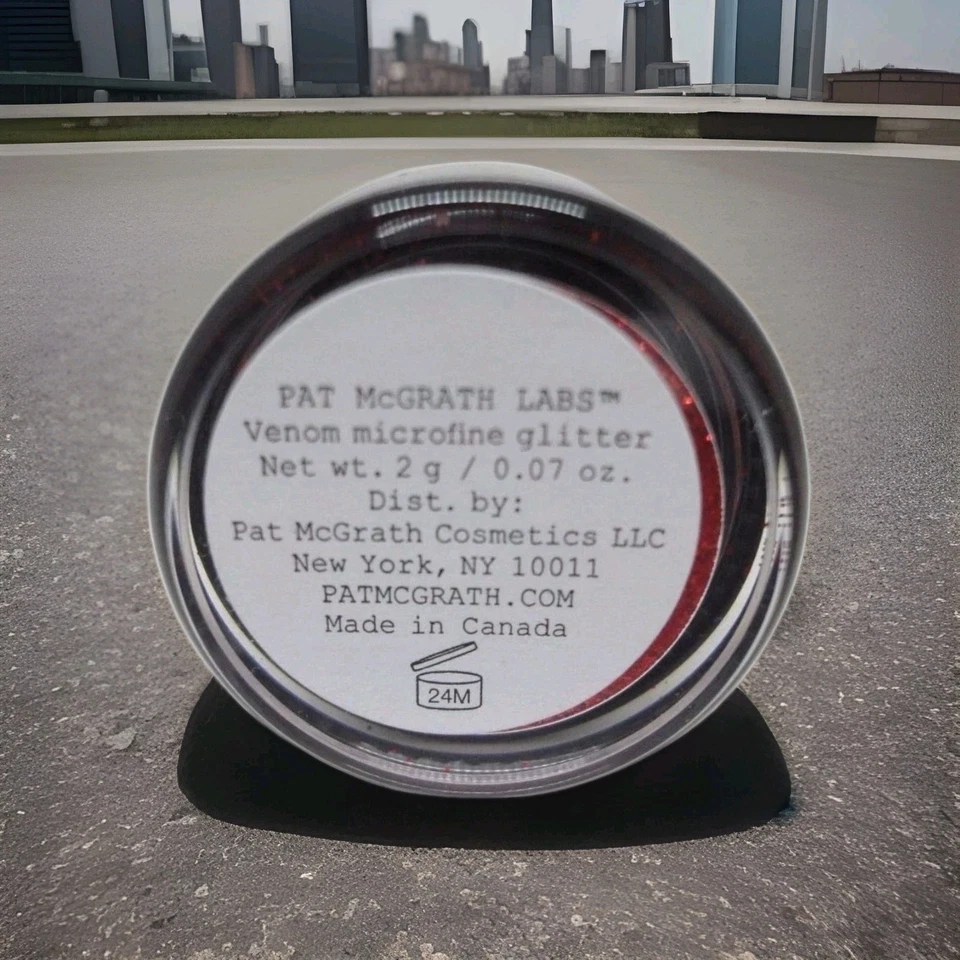 PAT McGRATH LABS™
Venom microfine glitter
Net wt. 2 g / 0.07 oz.
Dist. by:
Pat McGrath Cosmetics LLC
New York, NY 10011
PATMCGRATH.COM
Made in Canada
24M